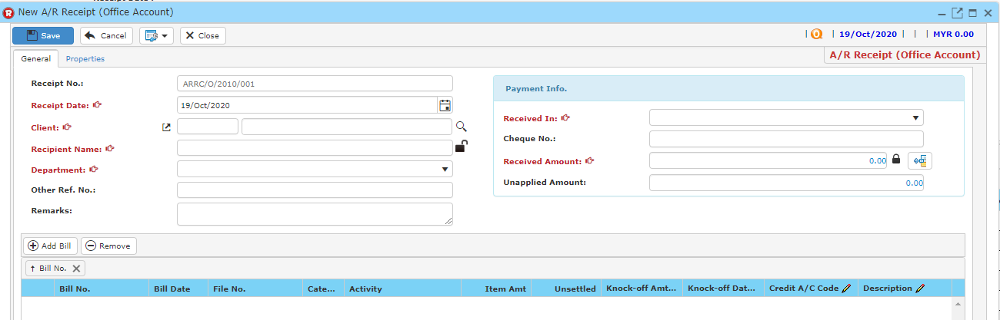 New A/R Receipt (Office Account)
Save Cancel Close | 19/Oct/2020 | | | MYR 0.00
General Properties A/R Receipt (Office Account)
Receipt No.: ARRC/O/2010/001
Receipt Date: 19/Oct/2020
Client:
Recipient Name:
Department:
Other Ref. No.:
Remarks:
Payment Info.
Received In:
Cheque No.:
Received Amount: 0.00
Unapplied Amount: 0.00
Add Bill Remove
↑ Bill No.
Bill No. Bill Date File No. Cate... Activity Item Amt Unsettled Knock-off Amt... Knock-off Dat... Credit A/C Code Description